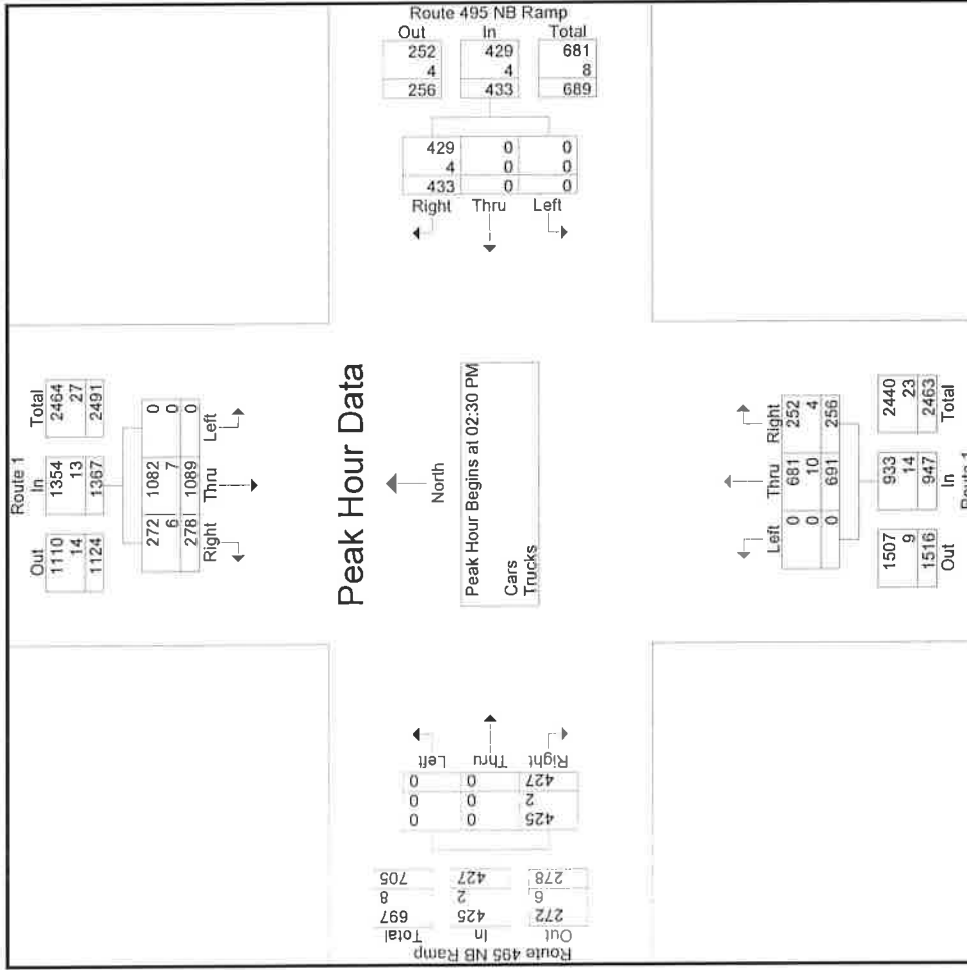 Route 495 NB Ramp
Out In Total
252 429 681
4 4 8
256 433 689
429 0 0
4 0 0
433 0 0
Right Thru Left
Route 1
Out In Total
1110 1354 2464
14 13 27
1124 1367 2491
272 1082 0
6 7 0
278 1089 0
Right Thru Left
Peak Hour Data
North
Peak Hour Begins at 02:30 PM
Cars
Trucks
Left Thru Right
0 681 252
0 10 4
0 691 256
1507 933 2440
9 14 23
1516 947 2463
Out In Total
Route 1
Route 495 NB Ramp
Out In Total
272 425 697
6 2 8
278 427 705
425 0 0
2 0 0
427 0 0
Right Thru Left